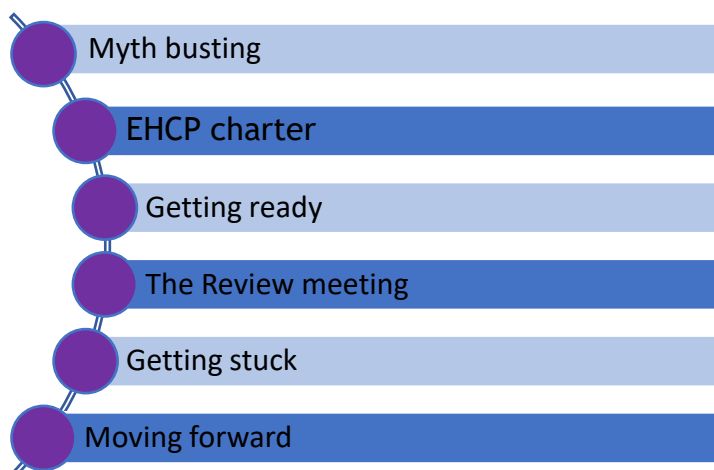 Myth busting
EHCP charter
Getting ready
The Review meeting
Getting stuck
Moving forward